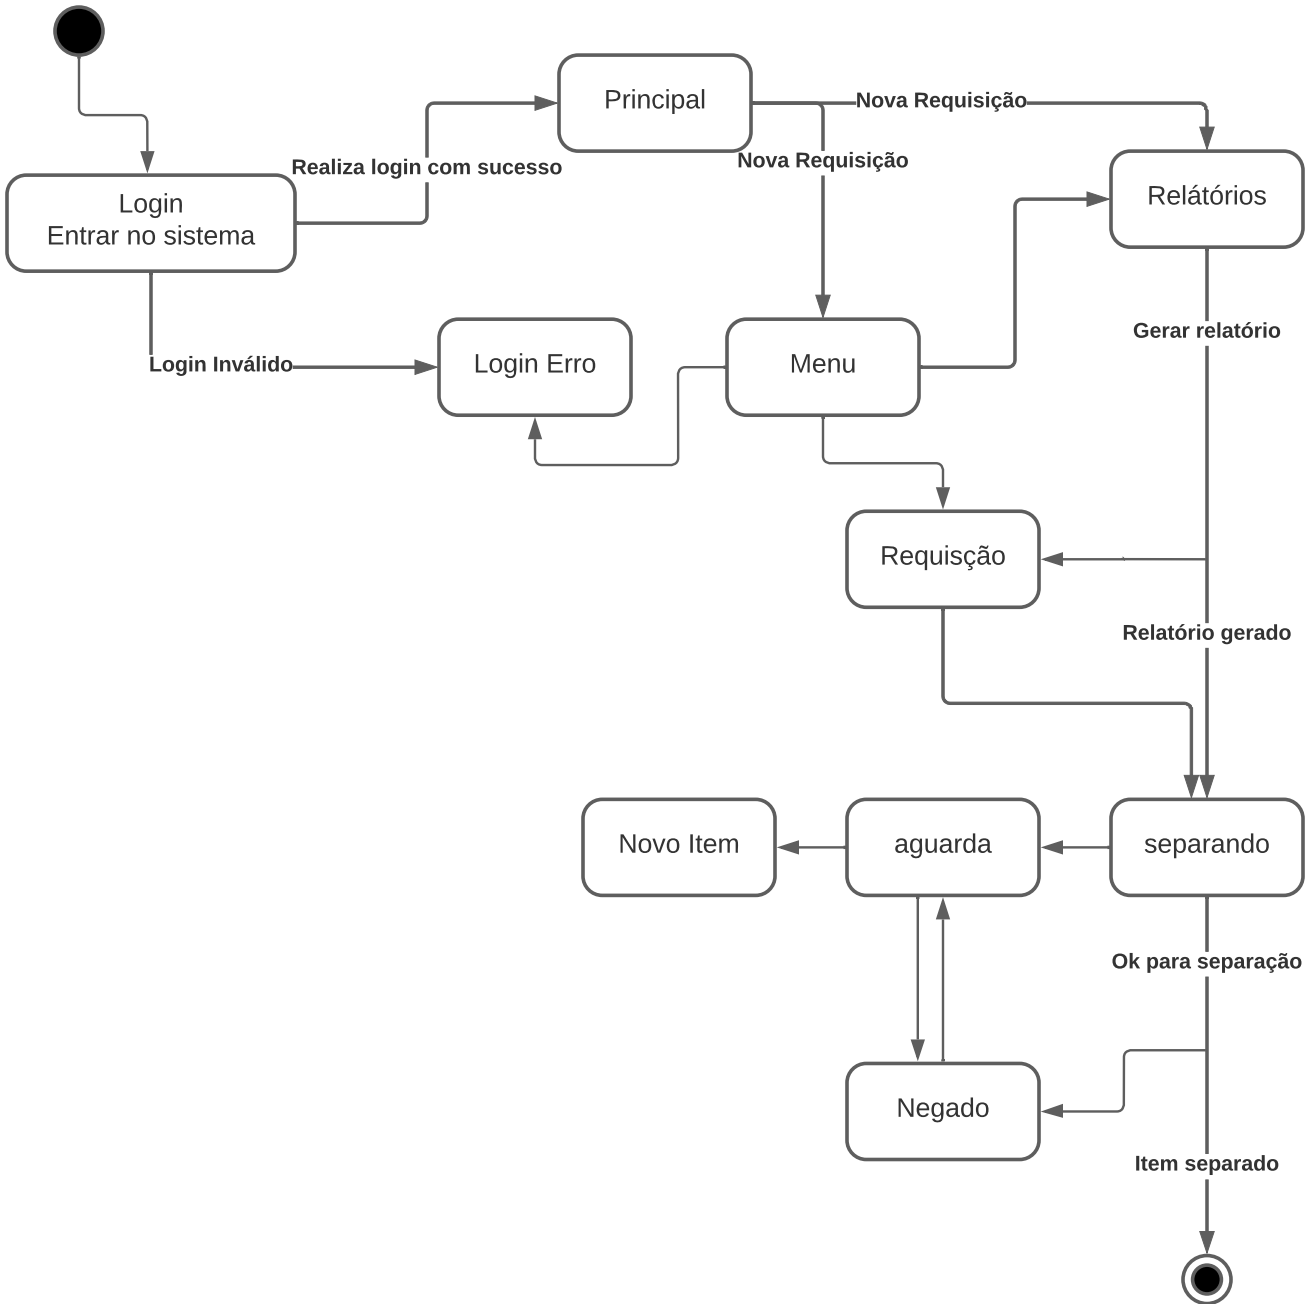 Principal
Nova Requisição
Nova Requisição
Realiza login com sucesso
Login
Entrar no sistema
Relátórios
Gerar relatório
Login Inválido
Login Erro
Menu
Requisção
Relatório gerado
Novo Item
aguarda
separando
Ok para separação
Negado
Item separado